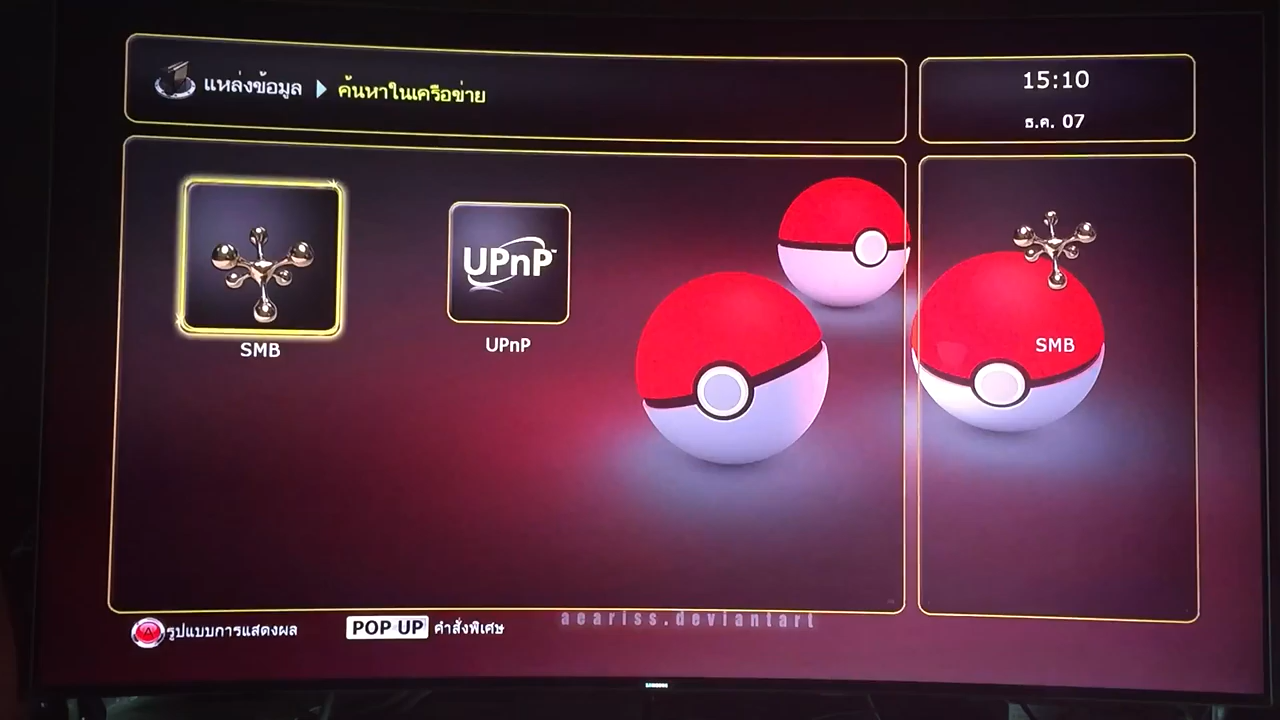 แหล่งข้อมูล ค้นหาในเครือข่าย
15:10
ธ.ค. 07
UPnP™
SMB
UPnP
SMB
A รูปแบบการแสดงผล
POP UP คำสั่งพิเศษ
aeariss.deviantart
SAMSUNG